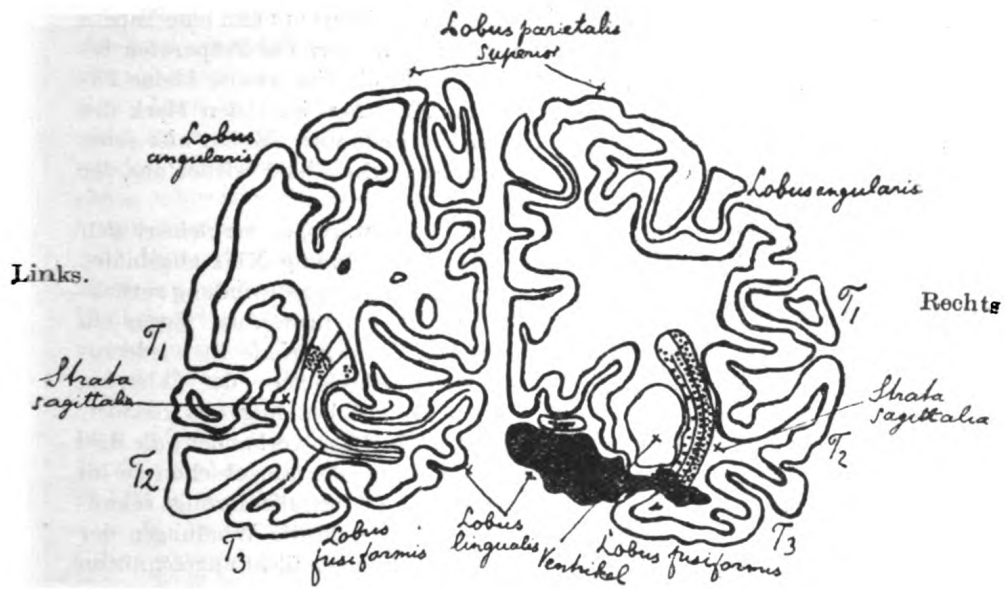 Lobus parietalis
superior
Lobus
angularis
Lobus angularis
Links.
Rechts
T1
T1
Strata
sagittalia
Strata
sagittalia
T2
T2
T3
Lobus
fusiformis
Lobus
lingualis
Ventrikel
Lobus fusiformis
T3